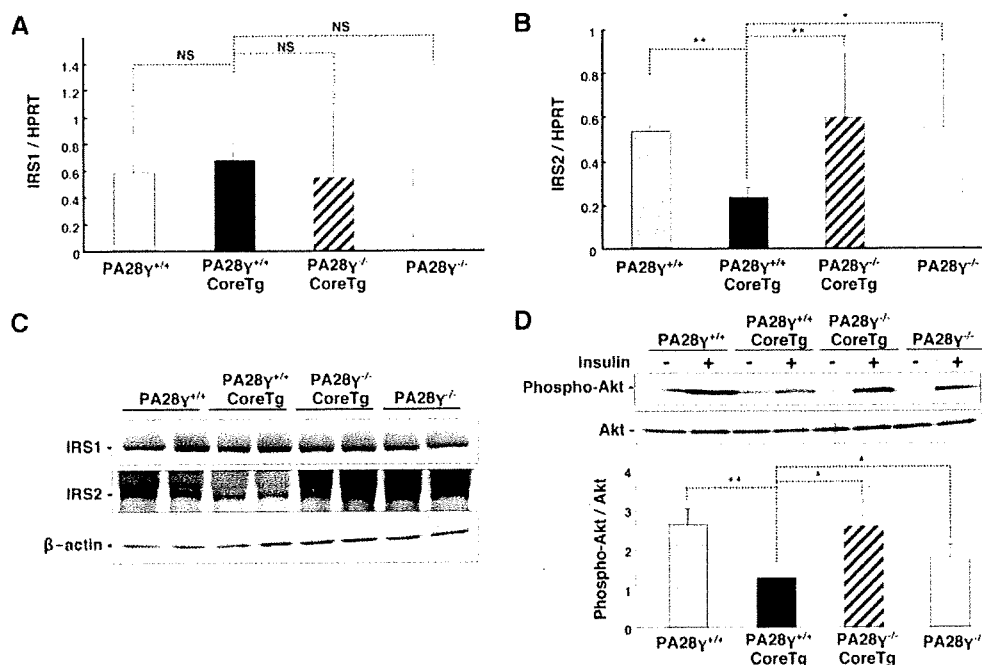 A
NS
NS
NS
IRS1 / HPRT
1.4
1.2
1
0.8
0.6
0.4
0.2
0
PA28γ+/+
PA28γ+/+ CoreTg
PA28γ-/- CoreTg
PA28γ-/-
B
*
**
**
IRS2 / HPRT
1
0.8
0.6
0.4
0.2
0
PA28γ+/+
PA28γ+/+ CoreTg
PA28γ-/- CoreTg
PA28γ-/-
C
PA28γ+/+
PA28γ+/+ CoreTg
PA28γ-/- CoreTg
PA28γ-/-
IRS1 -
IRS2 -
β-actin -
D
PA28γ+/+
PA28γ+/+ CoreTg
PA28γ-/- CoreTg
PA28γ-/-
Insulin - + - + - + - +
Phospho-Akt -
Akt -
*
**
*
Phospho-Akt / Akt
4
3
2
1
0
PA28γ+/+
PA28γ+/+ CoreTg
PA28γ-/- CoreTg
PA28γ-/-